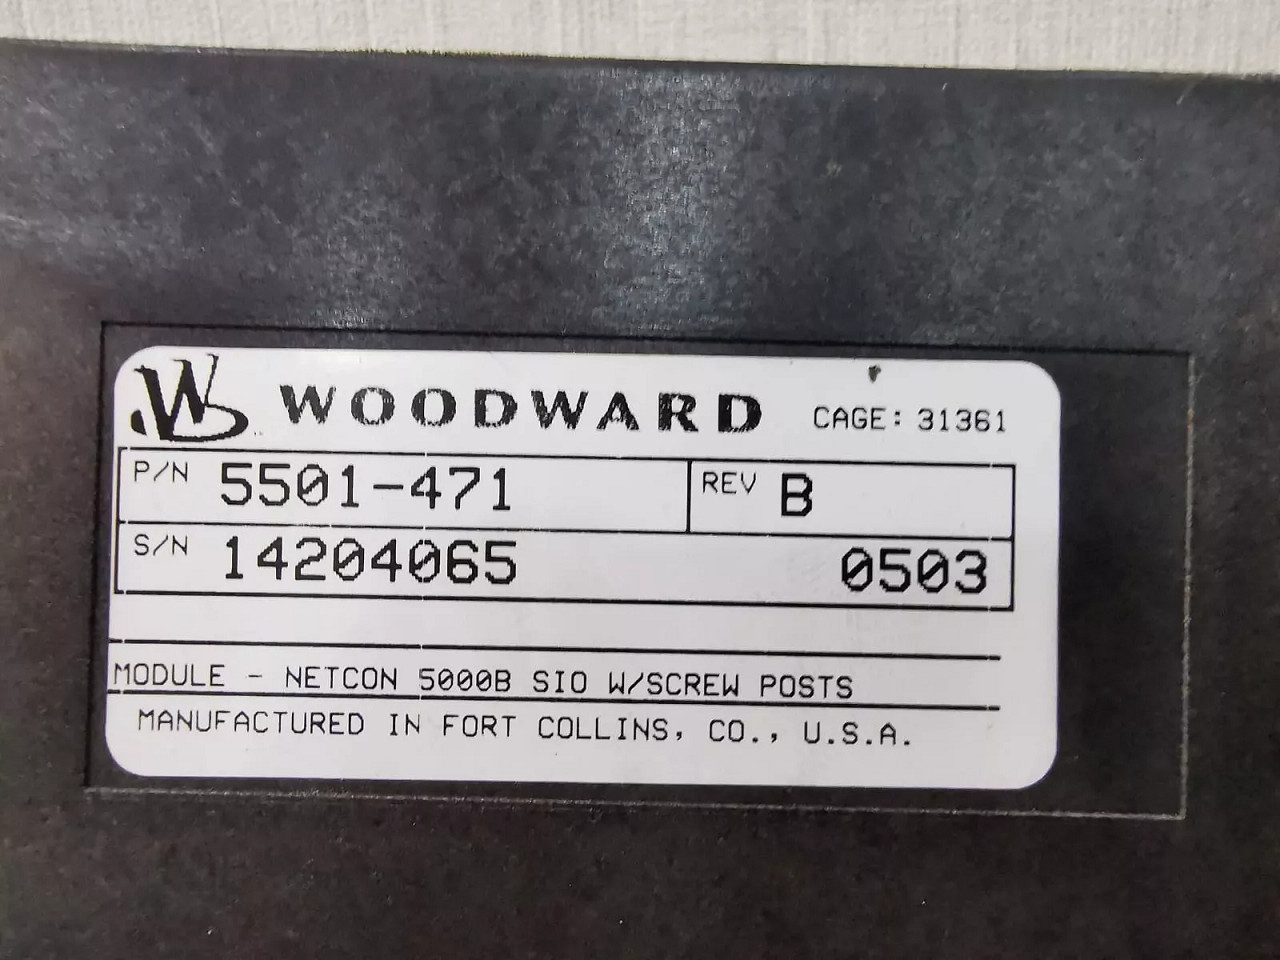 WOODWARD CAGE: 31361
P/N 5501-471 REV B
S/N 14204065 0503
MODULE - NETCON 5000B SIO W/SCREW POSTS
MANUFACTURED IN FORT COLLINS, CO., U.S.A.